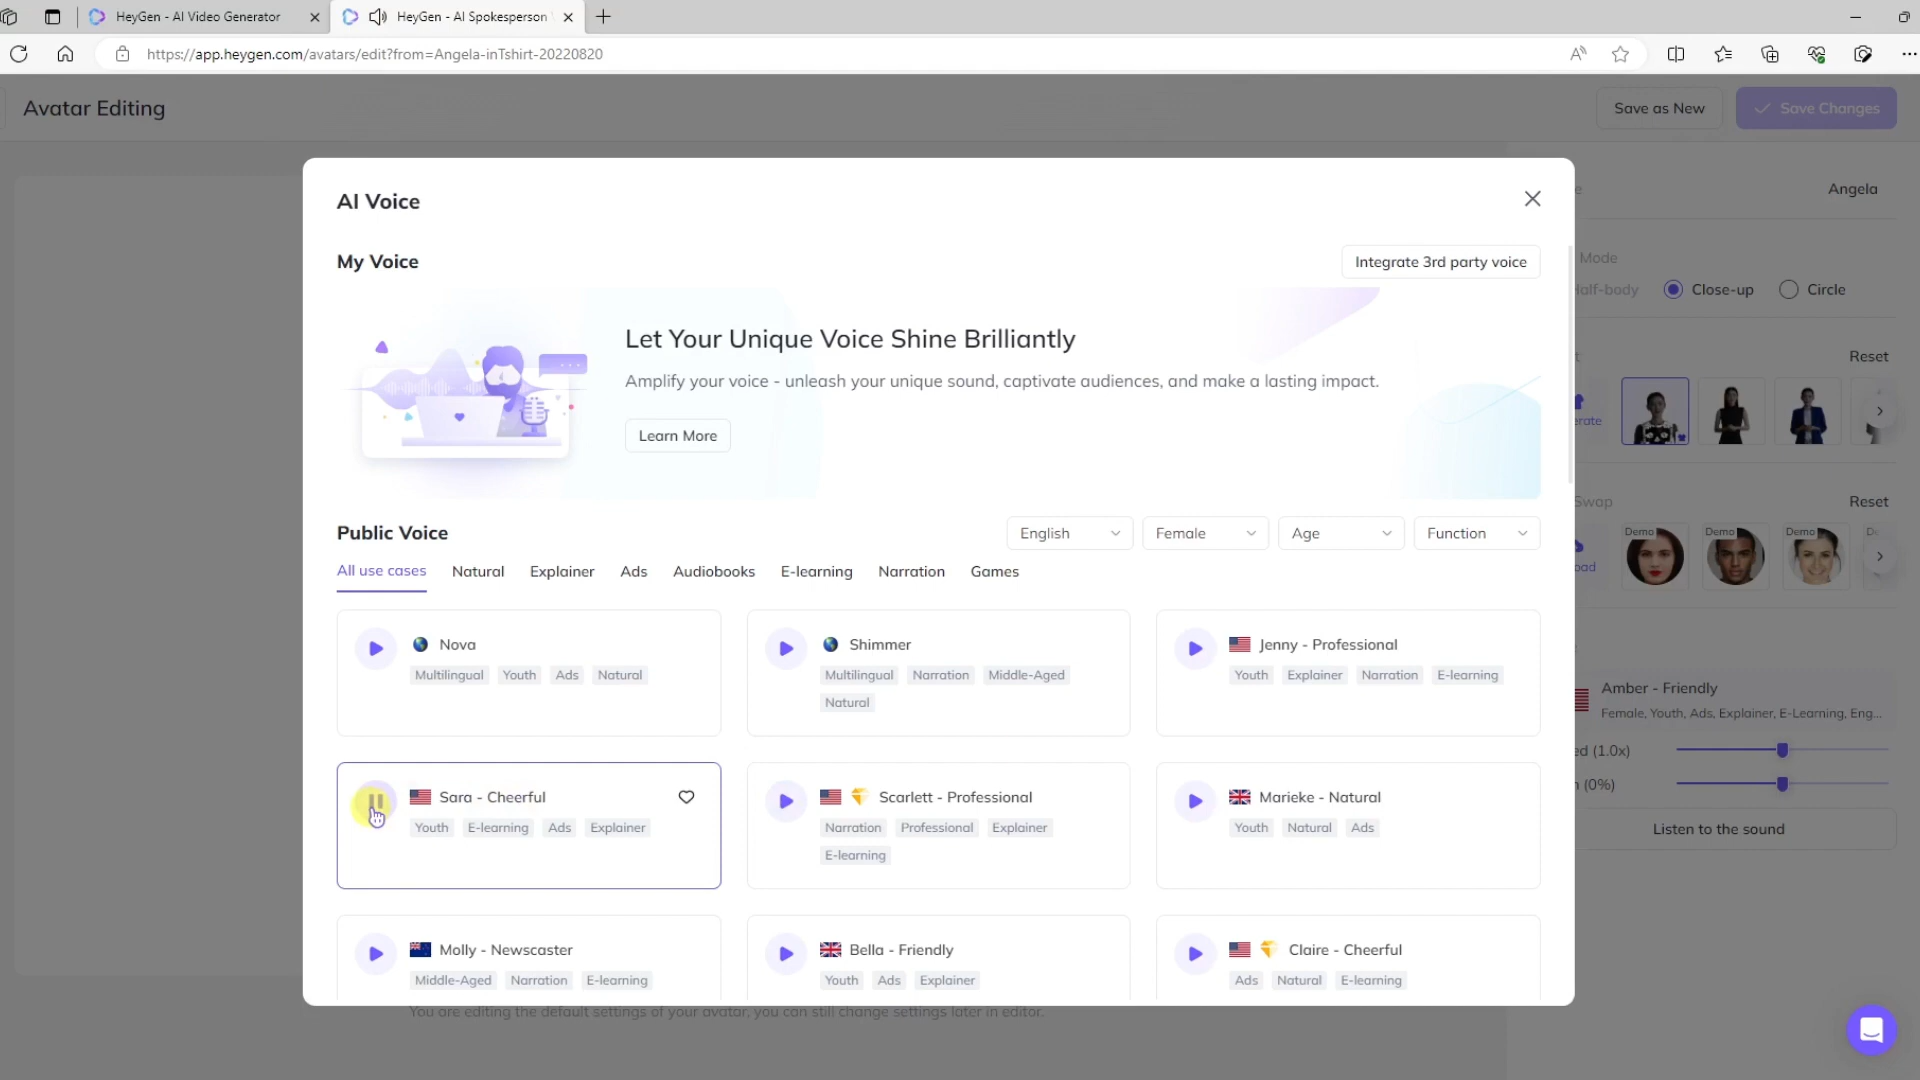 HeyGen - AI Video Generator
HeyGen - AI Spokesperson
https://app.heygen.com/avatars/edit?from=Angela-inTshirt-20220820
Avatar Editing
Save as New
Save Changes
AI Voice
Angela
My Voice
Integrate 3rd party voice
Mode
Half-body
Close-up
Circle
Let Your Unique Voice Shine Brilliantly
Amplify your voice - unleash your unique sound, captivate audiences, and make a lasting impact.
Learn More
Reset
Swap
Reset
Demo
Demo
Demo
Public Voice
English
Female
Age
Function
All use cases
Natural
Explainer
Ads
Audiobooks
E-learning
Narration
Games
Nova
Multilingual
Youth
Ads
Natural
Shimmer
Multilingual
Narration
Middle-Aged
Natural
Jenny - Professional
Youth
Explainer
Narration
E-learning
Amber - Friendly
Female, Youth, Ads, Explainer, E-Learning, Eng...
(1.0x)
(0%)
Listen to the sound
Sara - Cheerful
Youth
E-learning
Ads
Explainer
Scarlett - Professional
Narration
Professional
Explainer
E-learning
Marieke - Natural
Youth
Natural
Ads
Molly - Newscaster
Middle-Aged
Narration
E-learning
Bella - Friendly
Youth
Ads
Explainer
Claire - Cheerful
Ads
Natural
E-learning
You are editing the default settings of your avatar, you can still change settings later in editor.